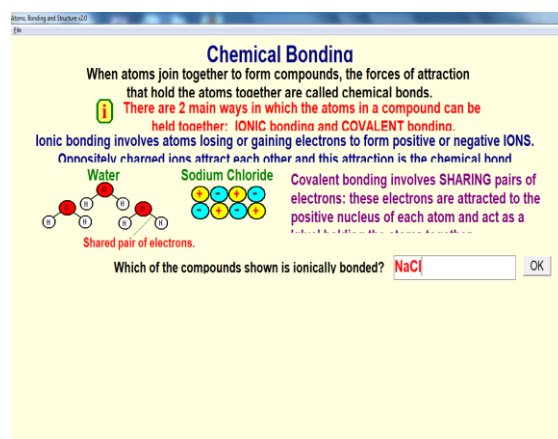 Atoms, Bonding and Structure v2.0
File
Chemical Bonding
When atoms join together to form compounds, the forces of attraction
that hold the atoms together are called chemical bonds.
i There are 2 main ways in which the atoms in a compound can be
held together: IONIC bonding and COVALENT bonding.
Ionic bonding involves atoms losing or gaining electrons to form positive or negative IONS.
Oppositely charged ions attract each other and this attraction is the chemical bond
Water
Sodium Chloride
Covalent bonding involves SHARING pairs of
electrons: these electrons are attracted to the
positive nucleus of each atom and act as a
holding the atoms together
O
H H
O
H H
O
H H
+ - + -
- + - +
Shared pair of electrons.
Which of the compounds shown is ionically bonded? NaCl OK